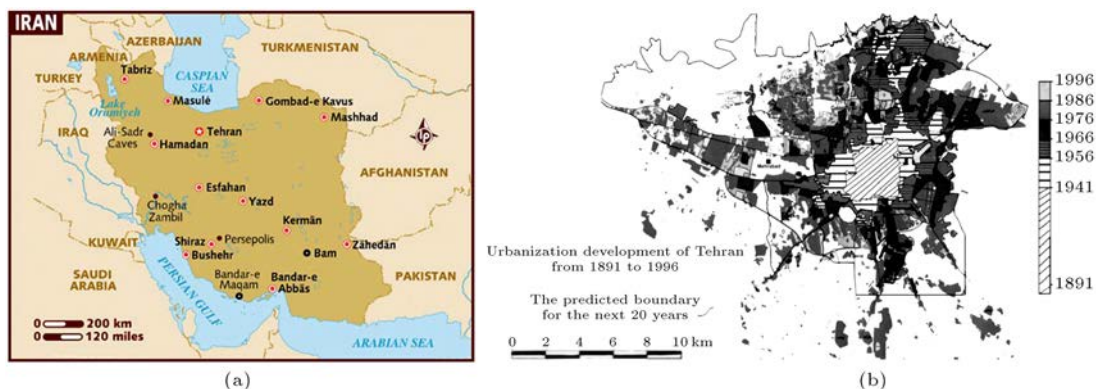 IRAN
AZERBAIJAN
ARMENIA
TURKMENISTAN
TURKEY
Tabriz
CASPIAN
SEA
Lake
Orumiyeh
Masulé
Gombad-e Kavus
Mashhad
IRAQ
Ali-Sadr
Caves
Tehran
Hamadan
lp
AFGHANISTAN
Esfahan
Yazd
Chogha
Zambil
Kermān
KUWAIT
Shiraz
Persepolis
Zāhedān
Bushehr
Bam
SAUDI
ARABIA
Bandar-e
Maqam
Bandar-e
Abbās
PAKISTAN
PERSIAN GULF
0 200 km
0 120 miles
ARABIAN SEA
(a)
1996
1986
1976
1966
1956
1941
1891
Mehrabad
Urbanization development of Tehran
from 1891 to 1996
The predicted boundary
for the next 20 years
0 2 4 6 8 10 km
(b)